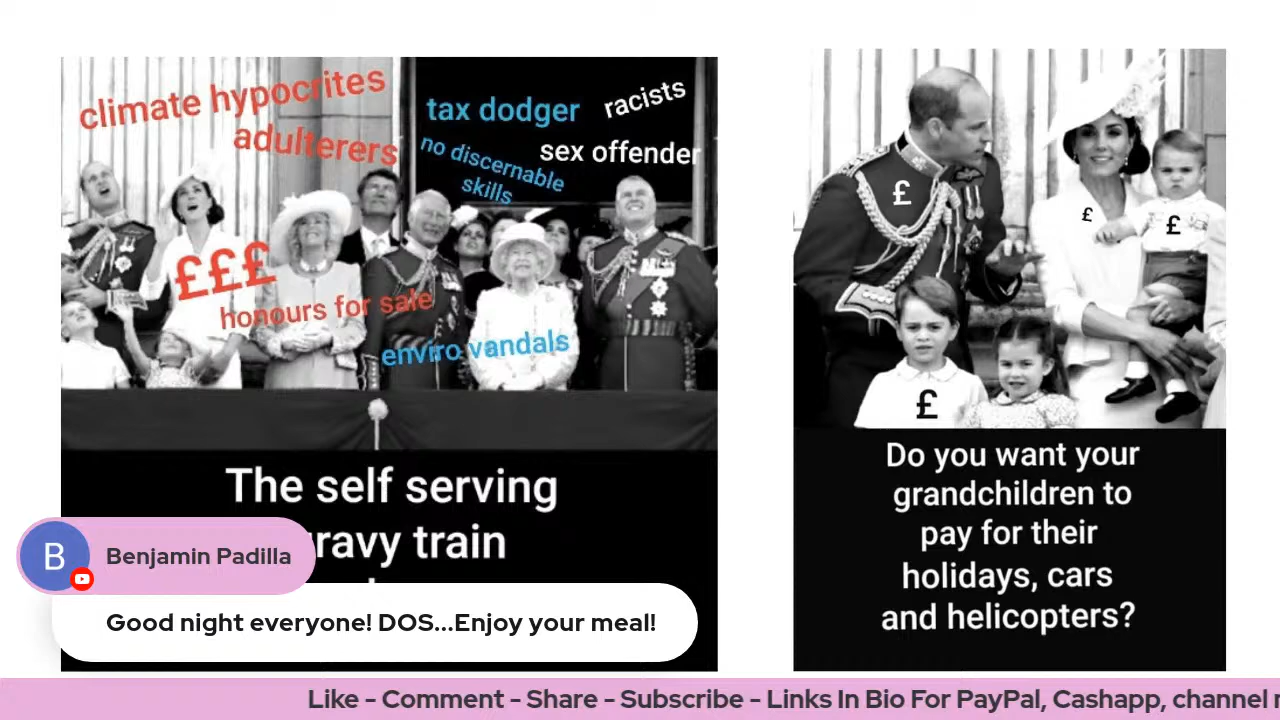 climate hypocrites
adulterers
tax dodger
racists
no discernable
skills
sex offender
£££
honours for sale
enviro vandals
The self serving
gravy train
£
£
£
£
Do you want your
grandchildren to
pay for their
holidays, cars
and helicopters?
B
Benjamin Padilla
Good night everyone! DOS...Enjoy your meal!
Like - Comment - Share - Subscribe - Links In Bio For PayPal, Cashapp, channel